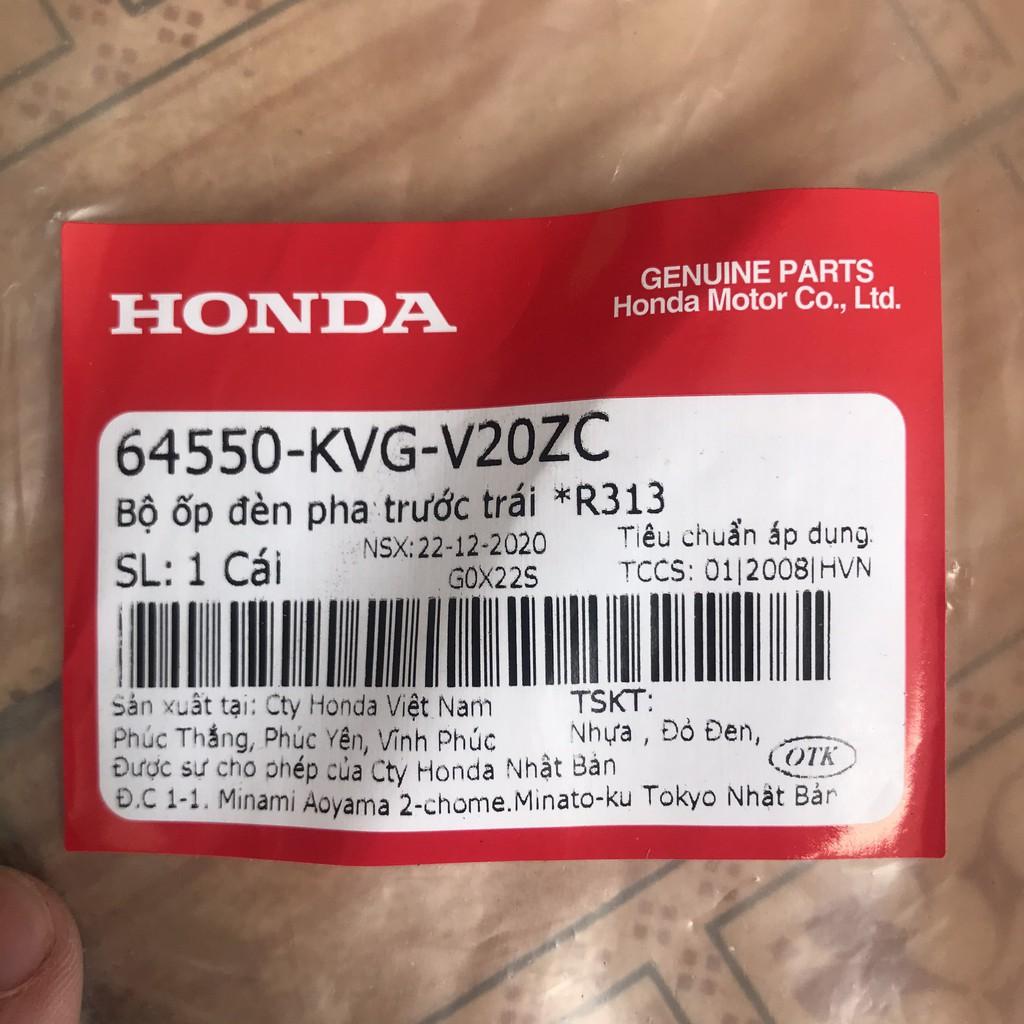 HONDA
GENUINE PARTS
Honda Motor Co., Ltd.
64550-KVG-V20ZC
Bộ ốp đèn pha trước trái *R313
SL: 1 Cái
NSX:22-12-2020
G0X22S
Tiêu chuẩn áp dụng:
TCCS: 01|2008|HVN
Sản xuất tại: Cty Honda Việt Nam
Phúc Thắng, Phúc Yên, Vĩnh Phúc
Được sự cho phép của Cty Honda Nhật Bản
Đ.C 1-1. Minami Aoyama 2-chome.Minato-ku Tokyo Nhật Bản
TSKT:
Nhựa , Đỏ Đen,
OTK